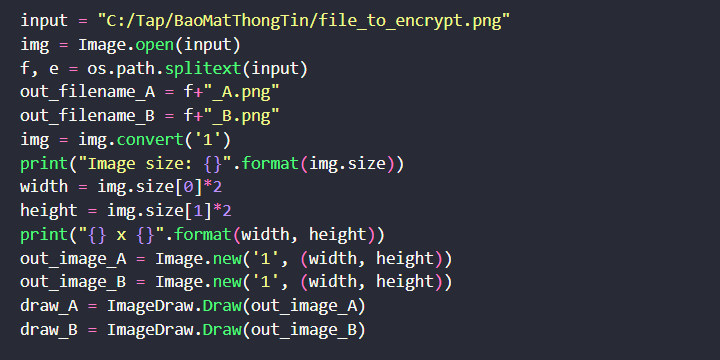 input = "C:/Tap/BaoMatThongTin/file_to_encrypt.png"
img = Image.open(input)
f, e = os.path.splitext(input)
out_filename_A = f+"_A.png"
out_filename_B = f+"_B.png"
img = img.convert('1')
print("Image size: {}".format(img.size))
width = img.size[0]*2
height = img.size[1]*2
print("{} x {}".format(width, height))
out_image_A = Image.new('1', (width, height))
out_image_B = Image.new('1', (width, height))
draw_A = ImageDraw.Draw(out_image_A)
draw_B = ImageDraw.Draw(out_image_B)